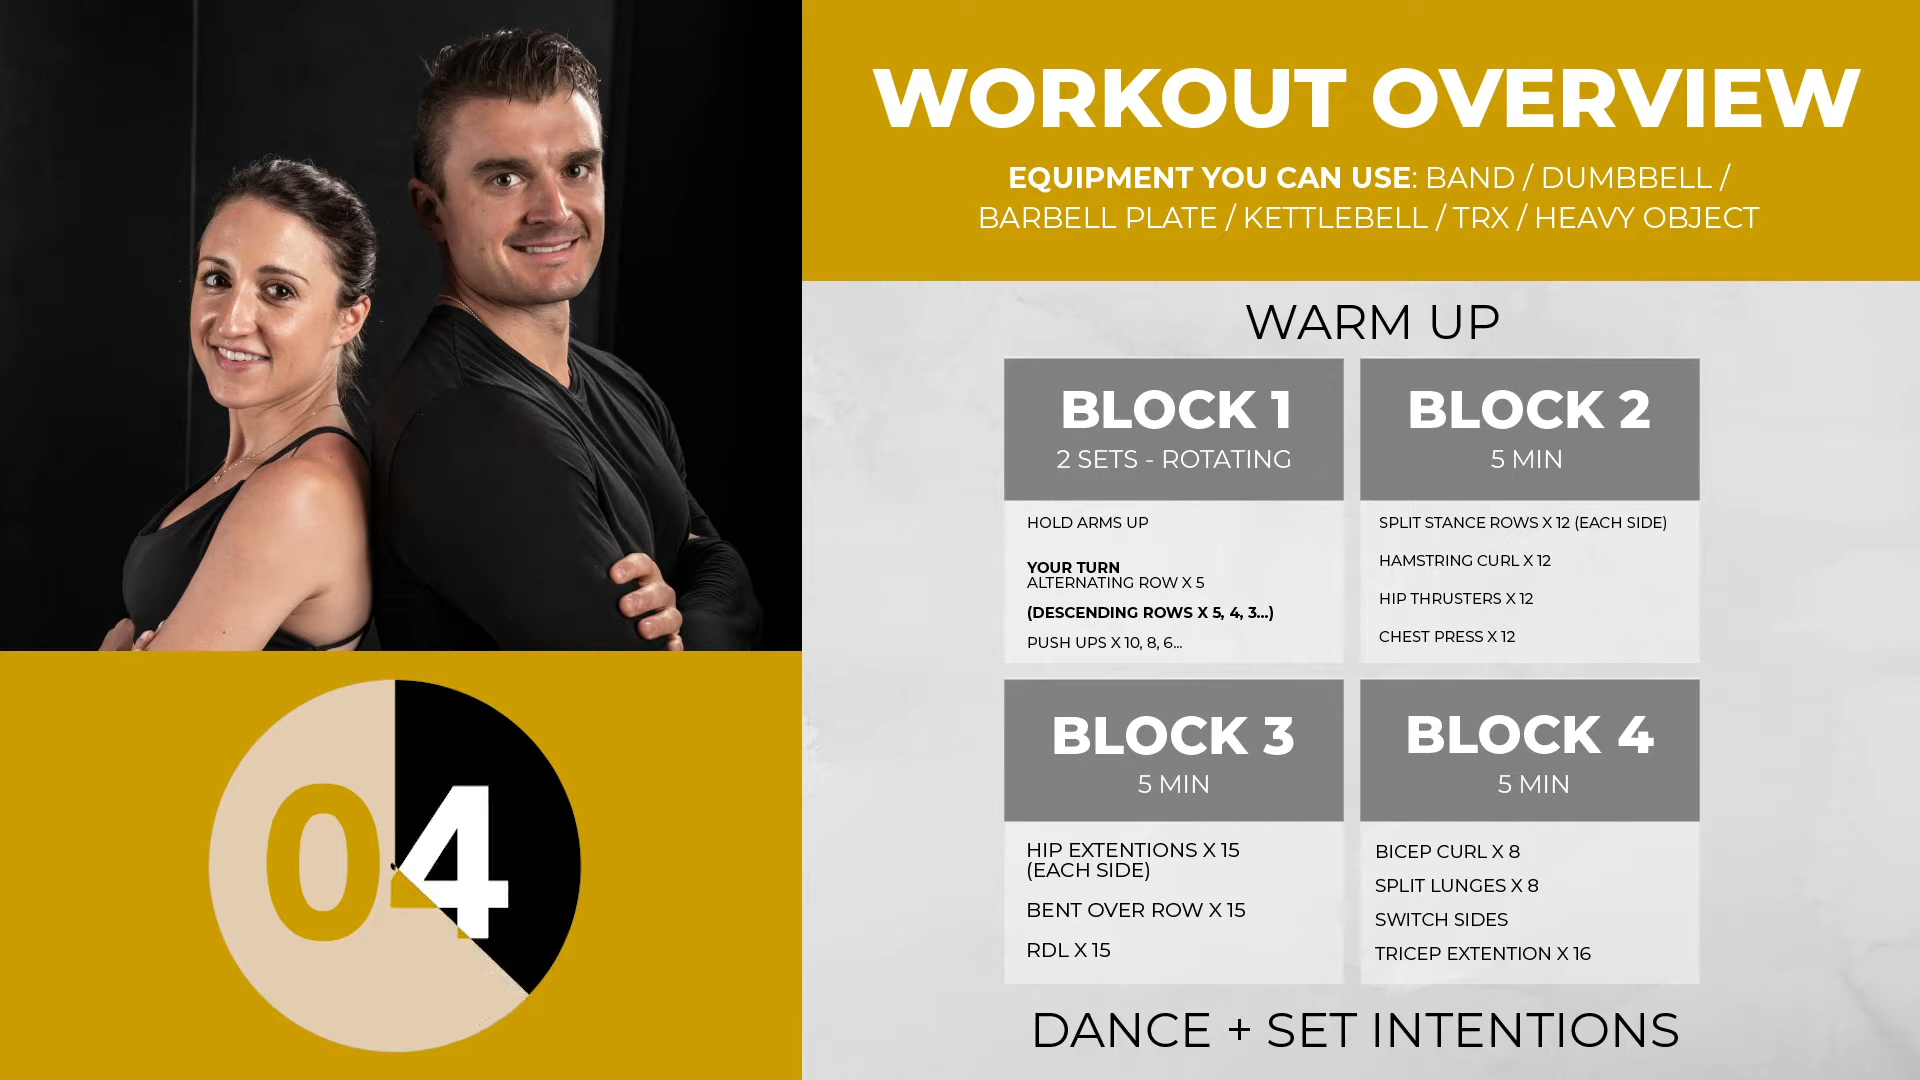 WORKOUT OVERVIEW
EQUIPMENT YOU CAN USE: BAND / DUMBBELL /
BARBELL PLATE / KETTLEBELL / TRX / HEAVY OBJECT
WARM UP
BLOCK 1
2 SETS - ROTATING
HOLD ARMS UP
YOUR TURN
ALTERNATING ROW X 5
(DESCENDING ROWS X 5, 4, 3...)
PUSH UPS X 10, 8, 6...
BLOCK 2
5 MIN
SPLIT STANCE ROWS X 12 (EACH SIDE)
HAMSTRING CURL X 12
HIP THRUSTERS X 12
CHEST PRESS X 12
BLOCK 3
5 MIN
HIP EXTENTIONS X 15
(EACH SIDE)
BENT OVER ROW X 15
RDL X 15
BLOCK 4
5 MIN
BICEP CURL X 8
SPLIT LUNGES X 8
SWITCH SIDES
TRICEP EXTENTION X 16
DANCE + SET INTENTIONS
04